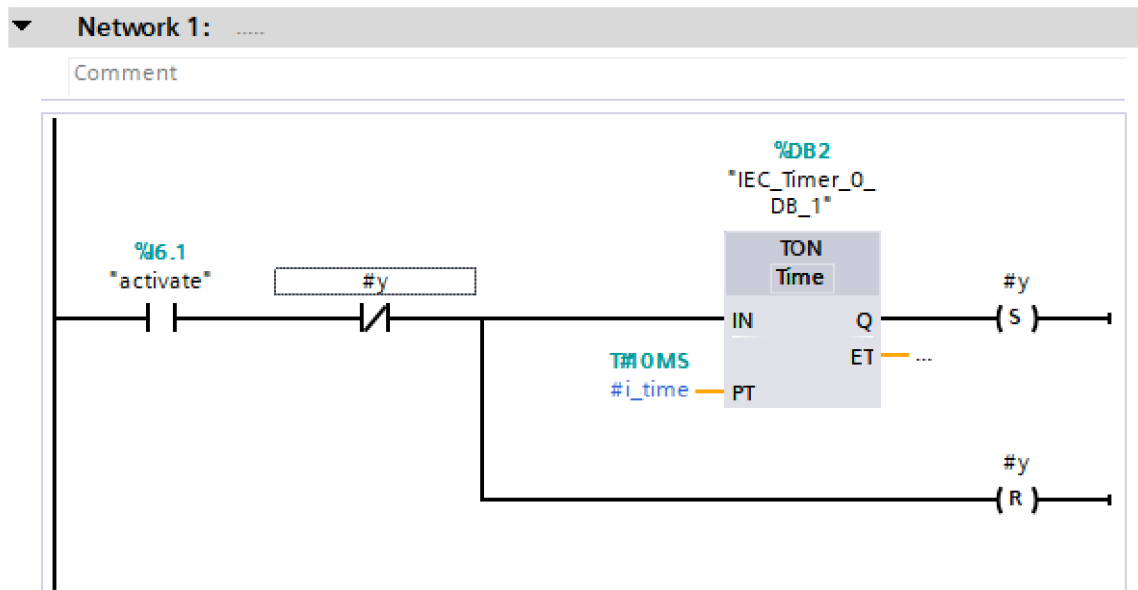 Network 1: .....
Comment
%DB2
"IEC_Timer_0_
DB_1"
TON
Time
%I6.1
"activate"
#y
#y
S
IN
Q
T#10MS
ET
...
#i_time
PT
#y
R